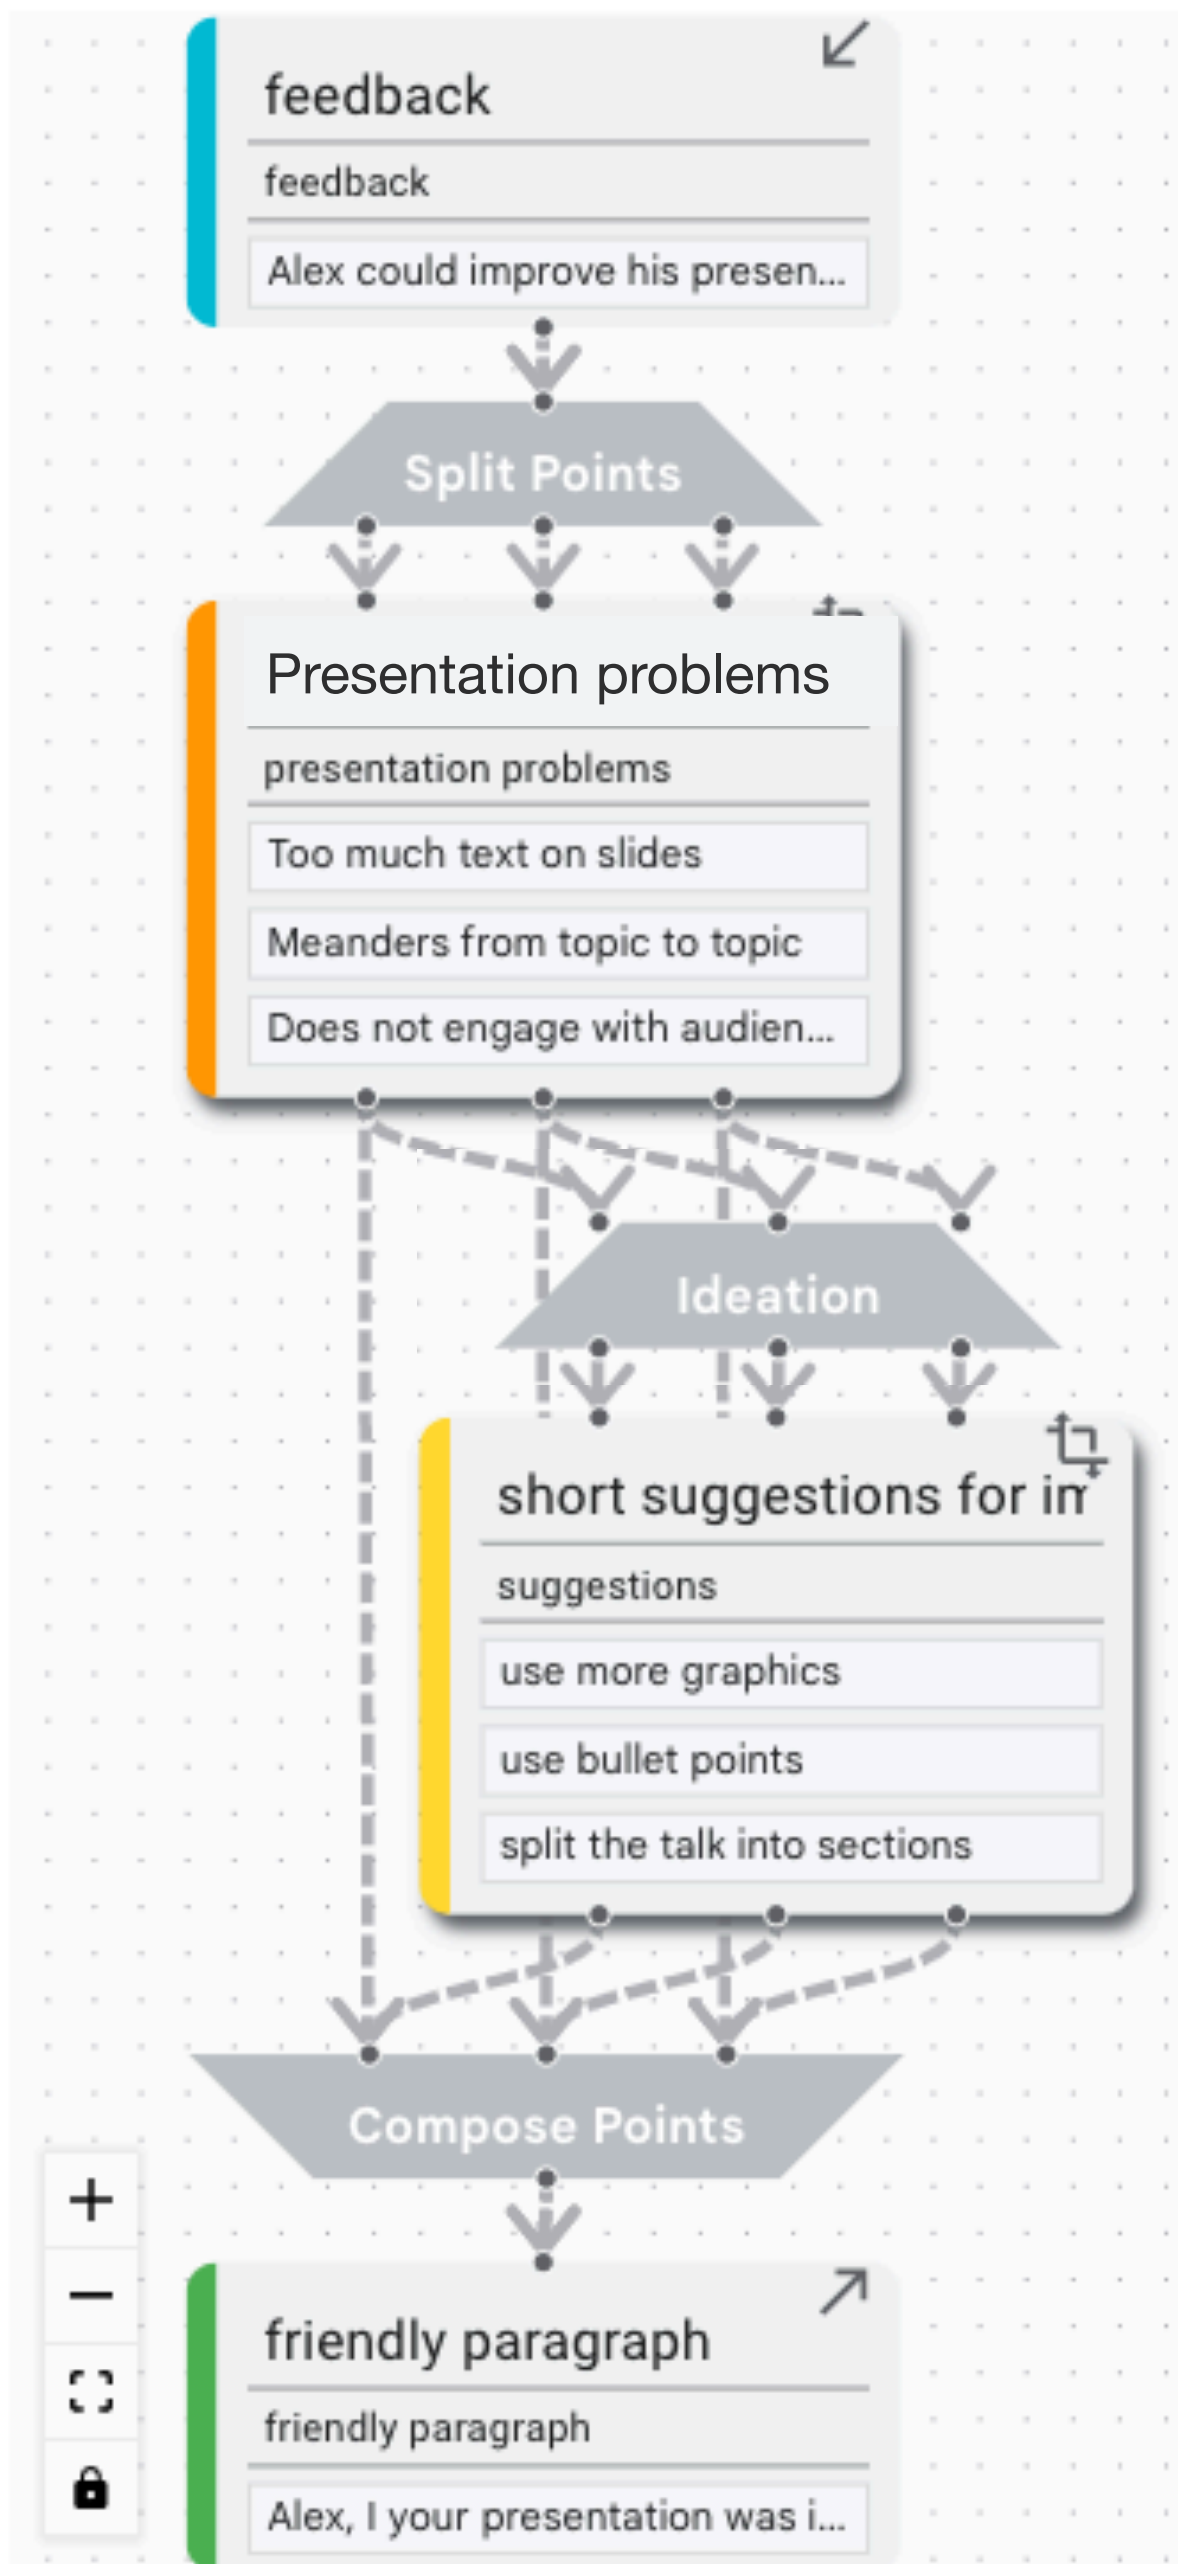 feedback
feedback
Alex could improve his presen...
Split Points
Presentation problems
presentation problems
Too much text on slides
Meanders from topic to topic
Does not engage with audien...
Ideation
short suggestions for im
suggestions
use more graphics
use bullet points
split the talk into sections
Compose Points
friendly paragraph
friendly paragraph
Alex, I your presentation was i...